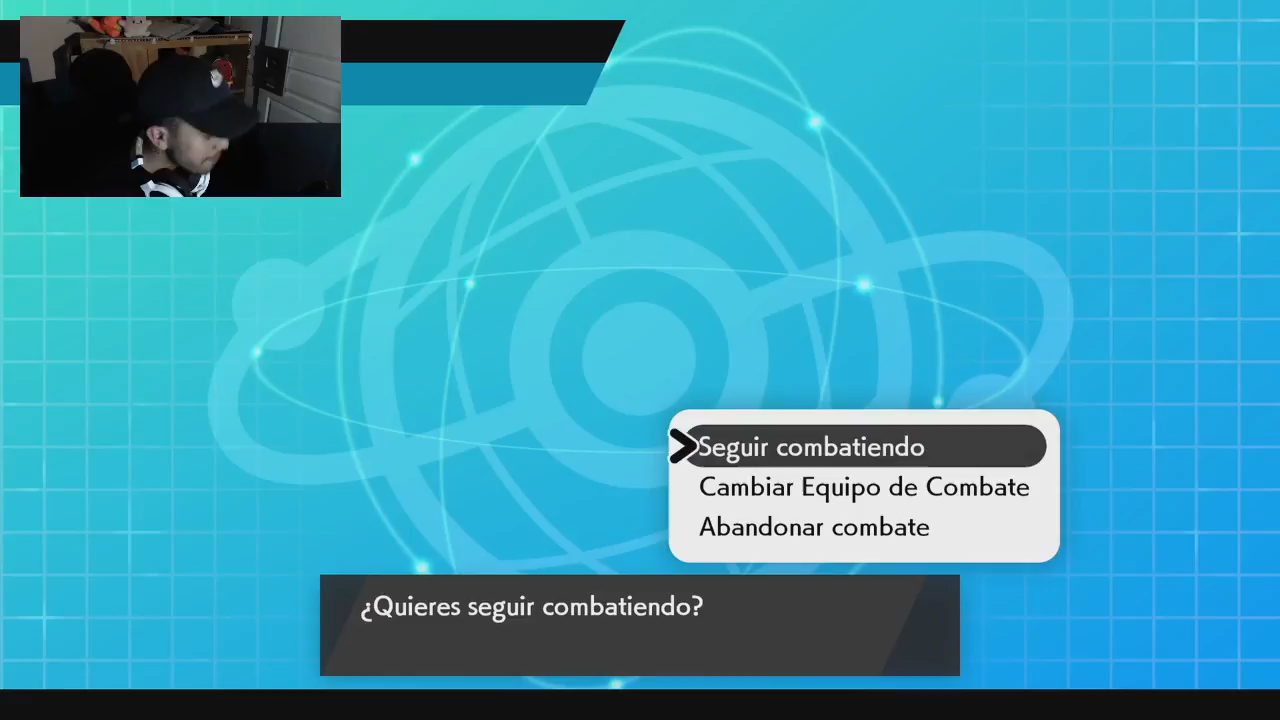 Seguir combatiendo
Cambiar Equipo de Combate
Abandonar combate
¿Quieres seguir combatiendo?